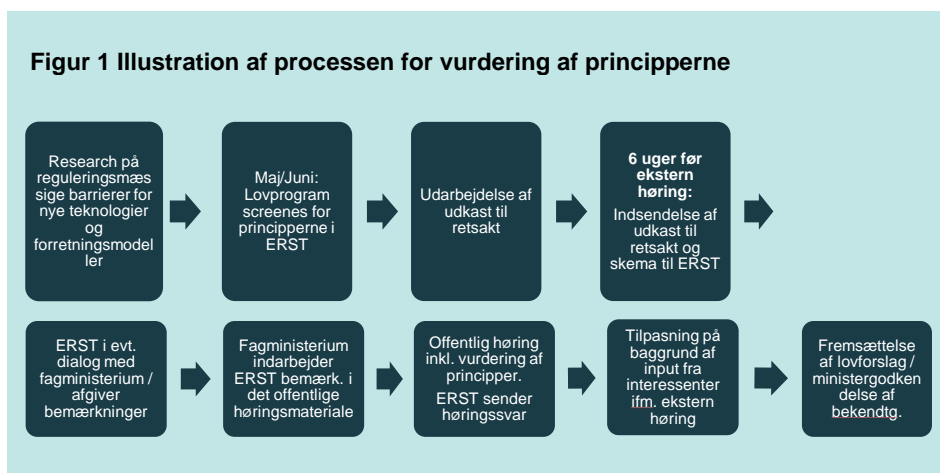 Figur 1 Illustration af processen for vurdering af principperne
Research på
reguleringsmæs
sige barrierer for
nye teknologier
og
forretningsmodel
ler
Maj/Juni:
Lovprogram
screenes for
principperne i
ERST
Udarbejdelse af
udkast til
retsakt
6 uger før
ekstern
høring:
Indsendelse af
udkast til
retsakt og
skema til ERST
ERST i evt.
dialog med
fagministerium /
afgiver
bemærkninger
Fagministerium
indarbejder
ERST bemærk. i
det offentlige
høringsmateriale
Offentlig høring
inkl. vurdering af
principper.
ERST sender
høringssvar
Tilpasning på
baggrund af
input fra
interessenter
ifm. ekstern
høring
Fremsættelse
af lovforslag /
ministergodken
delse af
bekendtg.